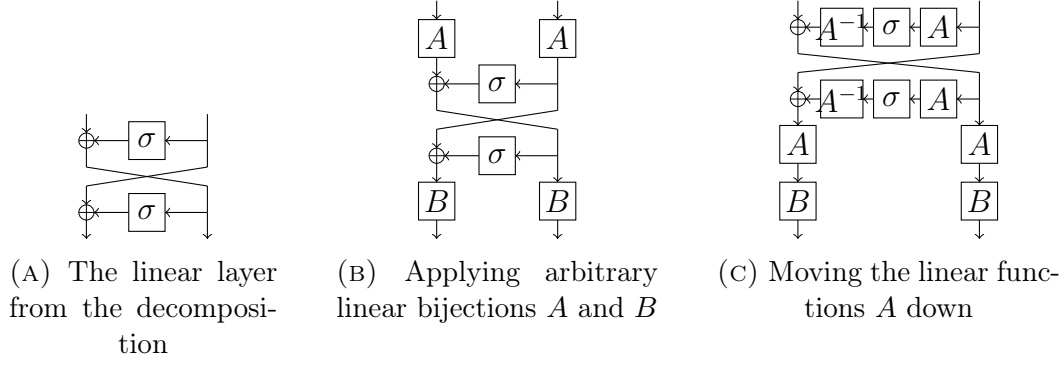 A A
σ
σ
B B
σ
σ
A⁻¹ σ A
A⁻¹ σ A
A A
B B
(A) The linear layer
from the decomposi-
tion
(B) Applying arbitrary
linear bijections A and B
(C) Moving the linear func-
tions A down